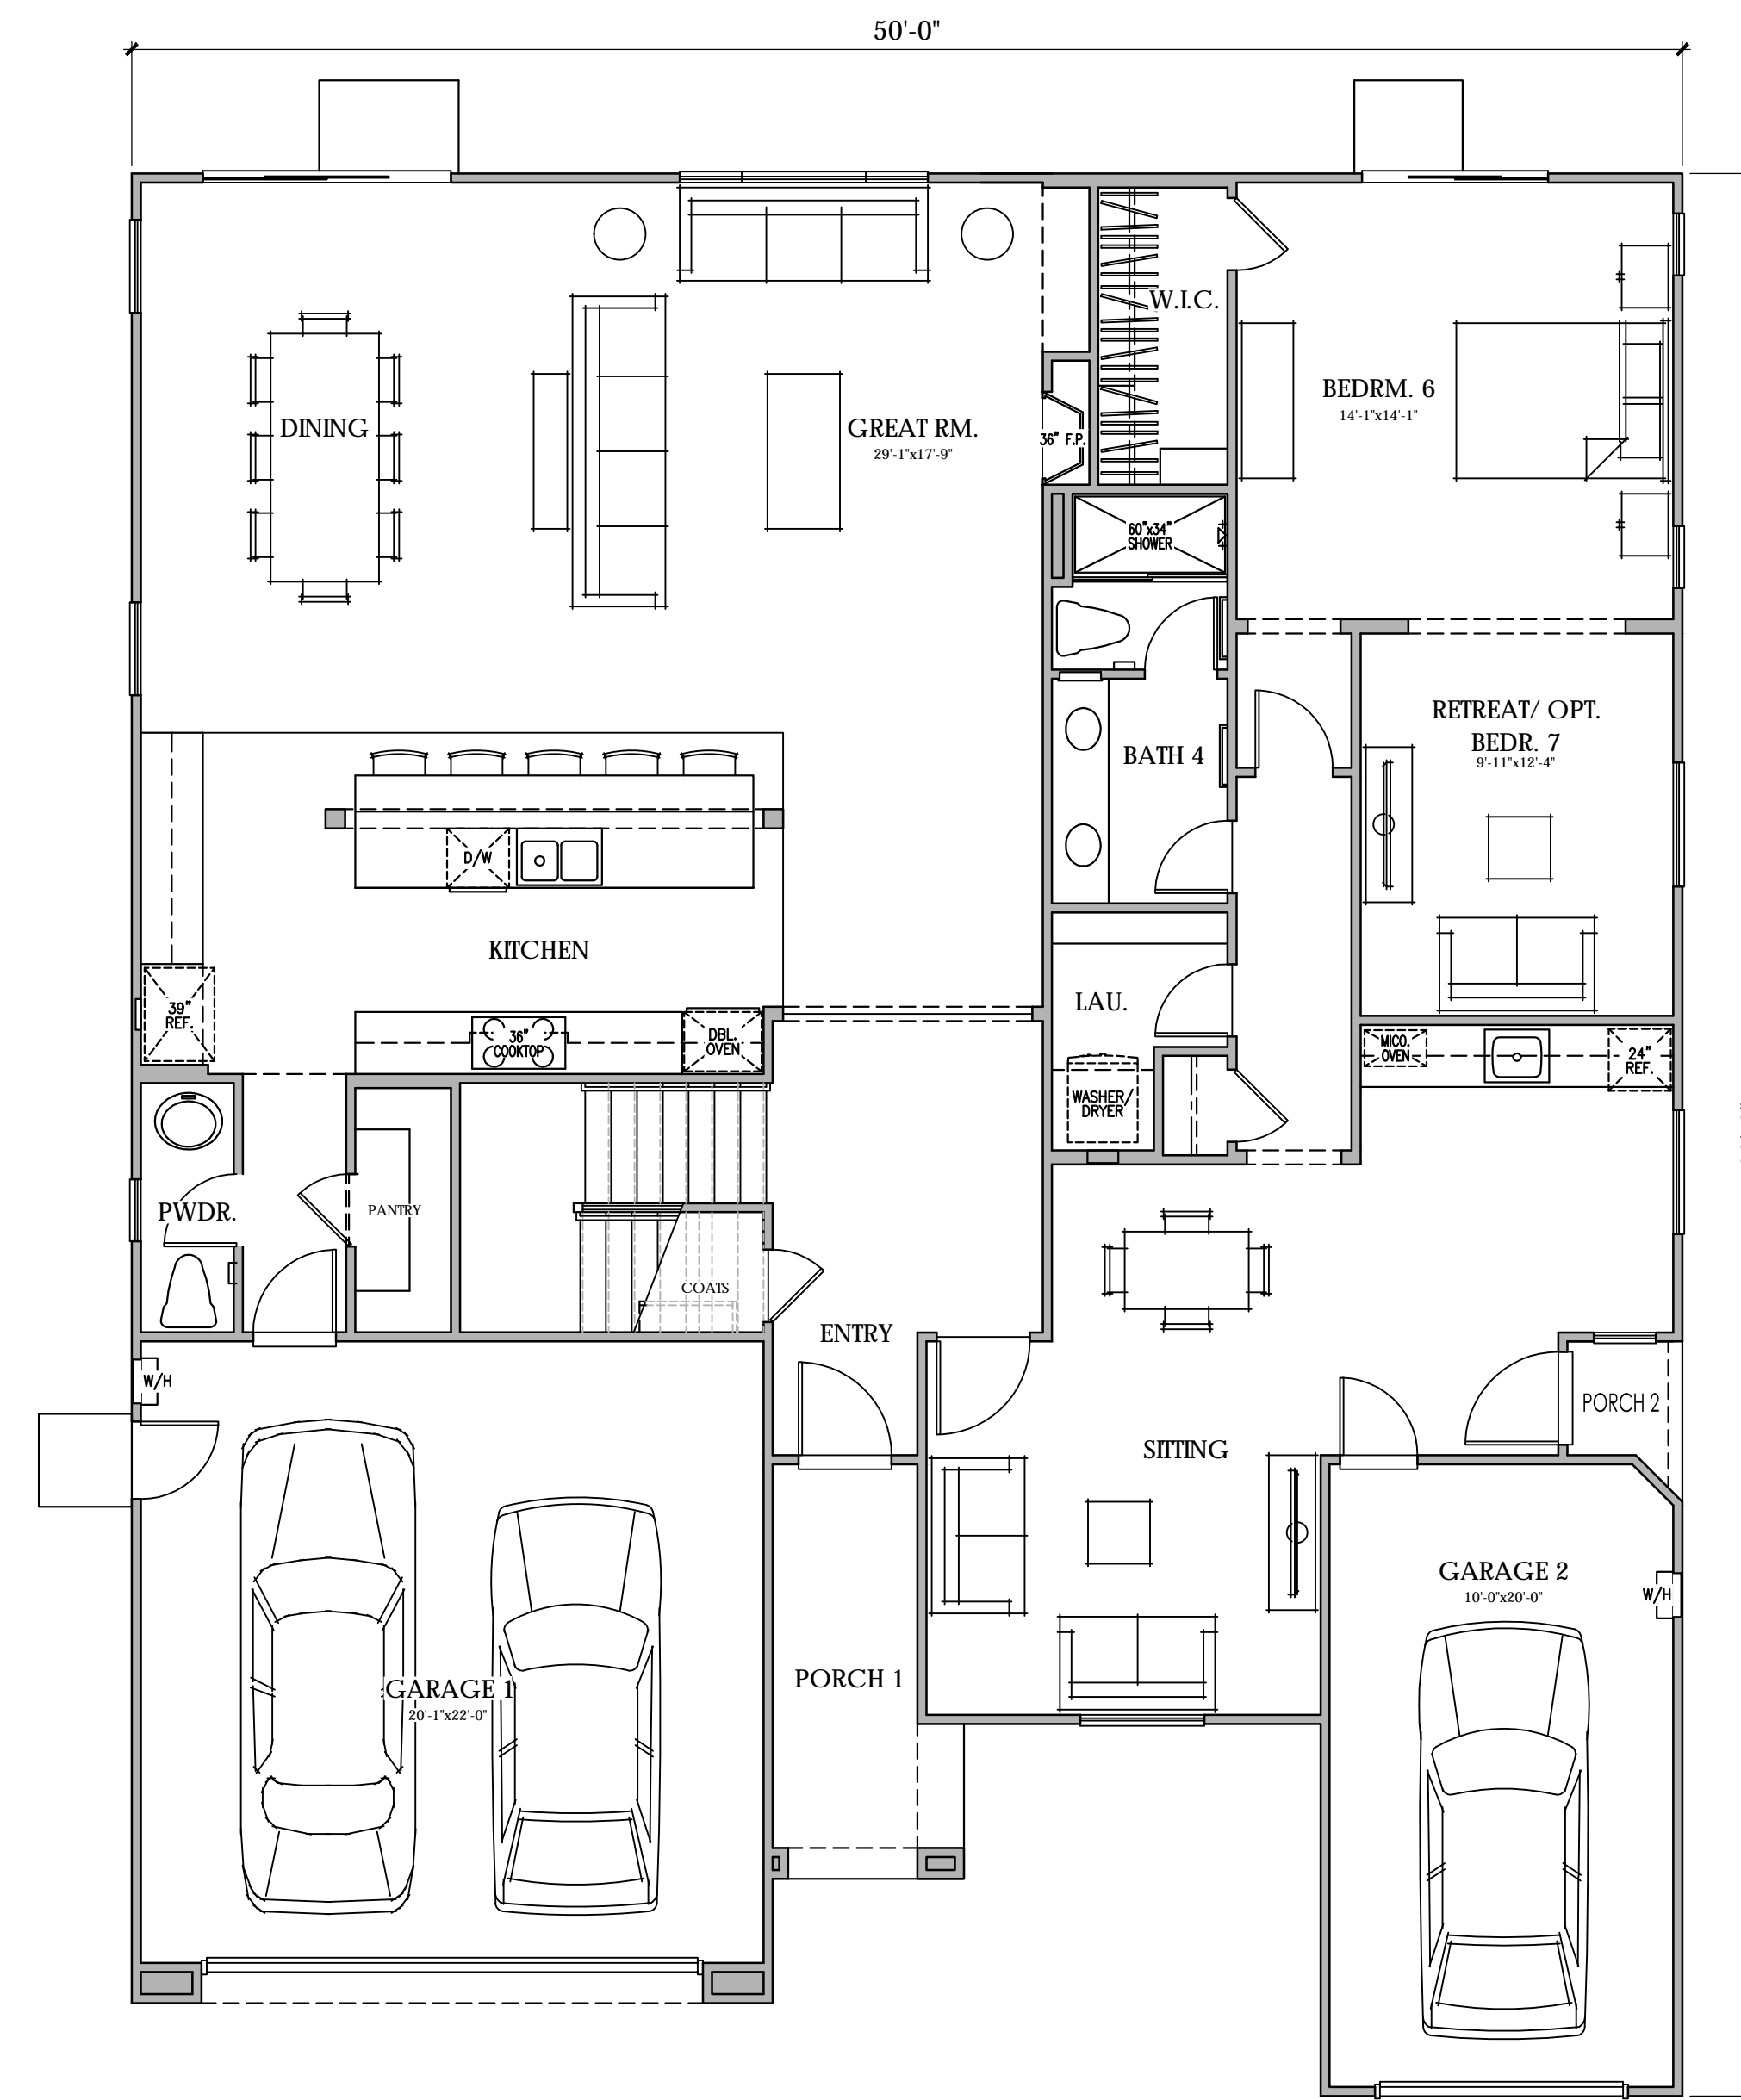 50'-0"
W.I.C.
BEDRM. 6
14'-1"x14'-1"
DINING
GREAT RM.
29'-1"x17'-9"
36" F.P.
60"x34"
SHOWER
RETREAT/ OPT.
BEDR. 7
9'-11"x12'-4"
BATH 4
D/W
KITCHEN
39"
REF.
LAU.
36"
COOKTOP
DBL.
OVEN
MICO.
OVEN
24"
REF.
WASHER/
DRYER
PWDR.
PANTRY
COATS
ENTRY
W/H
PORCH 2
SITTING
GARAGE 2
10'-0"x20'-0"
W/H
PORCH 1
GARAGE 1
20'-1"x22'-0"